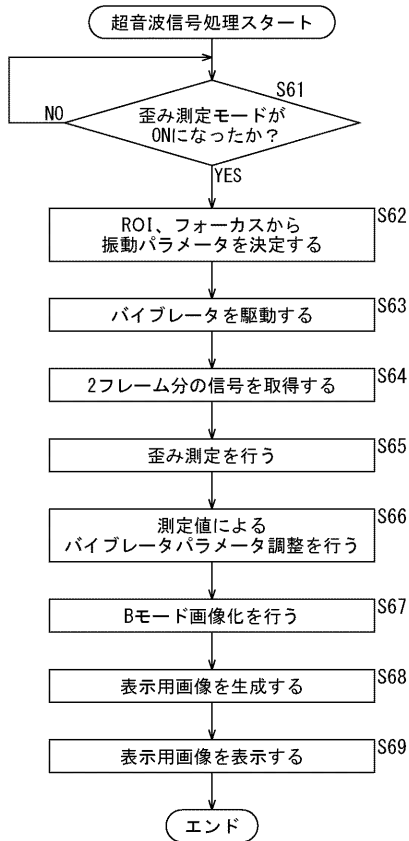 超音波信号処理スタート
S61
歪み測定モードが
ONになったか？
NO
YES
S62
ROI、フォーカスから
振動パラメータを決定する
S63
バイブレータを駆動する
S64
2フレーム分の信号を取得する
S65
歪み測定を行う
S66
測定値による
バイブレータパラメータ調整を行う
S67
Bモード画像化を行う
S68
表示用画像を生成する
S69
表示用画像を表示する
エンド